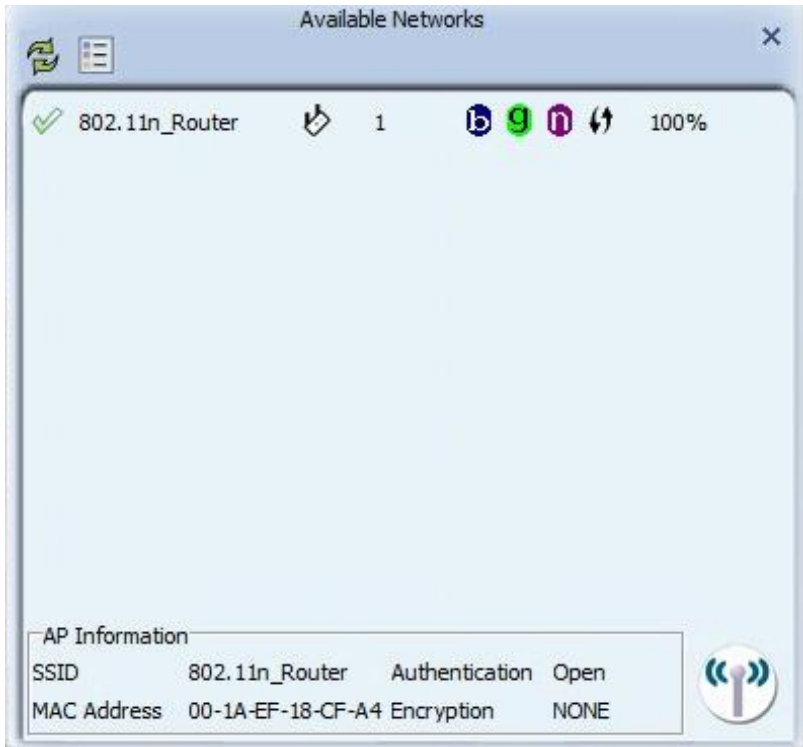 Available Networks
802.11n_Router 1 b g n 100%
AP Information
SSID 802.11n_Router Authentication Open
MAC Address 00-1A-EF-18-CF-A4 Encryption NONE